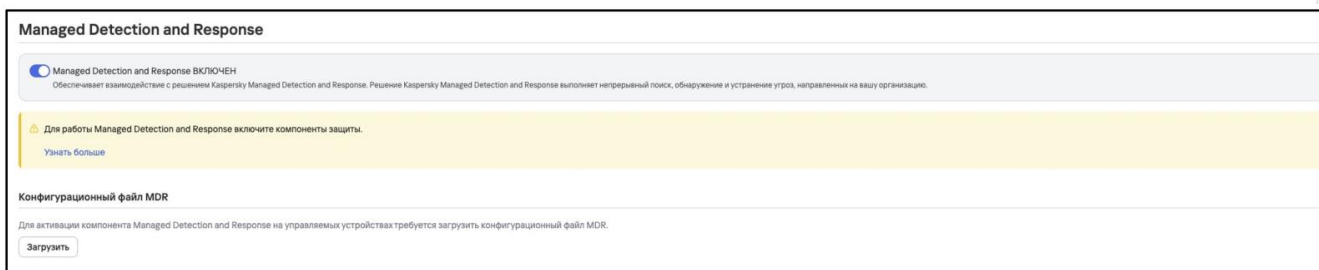 Managed Detection and Response
Managed Detection and Response ВКЛЮЧЕН
Обеспечивает взаимодействие с решением Kaspersky Managed Detection and Response. Решение Kaspersky Managed Detection and Response выполняет непрерывный поиск, обнаружение и устранение угроз, направленных на вашу организацию.
Для работы Managed Detection and Response включите компоненты защиты.
Узнать больше
Конфигурационный файл MDR
Для активации компонента Managed Detection and Response на управляемых устройствах требуется загрузить конфигурационный файл MDR.
Загрузить